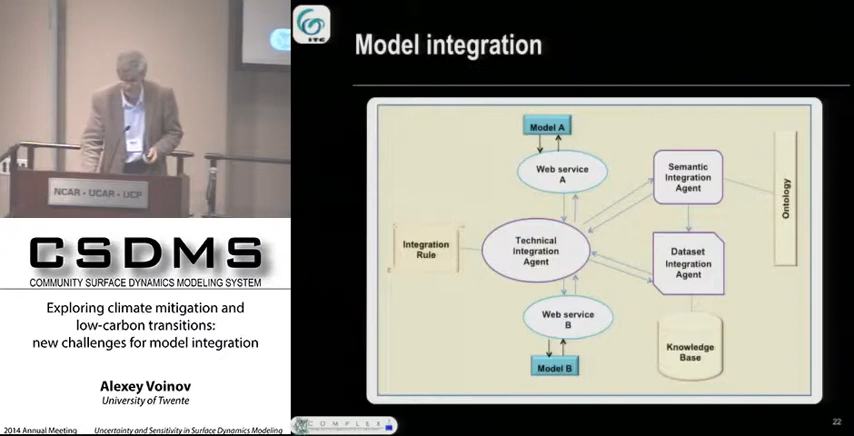 NCAR - UCAR - UCP
CSDMS
COMMUNITY SURFACE DYNAMICS MODELING SYSTEM
Exploring climate mitigation and
low-carbon transitions:
new challenges for model integration
Alexey Voinov
University of Twente
2014 Annual Meeting
Uncertainty and Sensitivity in Surface Dynamics Modeling
ITC
Model integration
Model A
Web service
A
Semantic
Integration
Agent
Ontology
Integration
Rule
Technical
Integration
Agent
Dataset
Integration
Agent
Web service
B
Knowledge
Base
Model B
COMPLEX
22